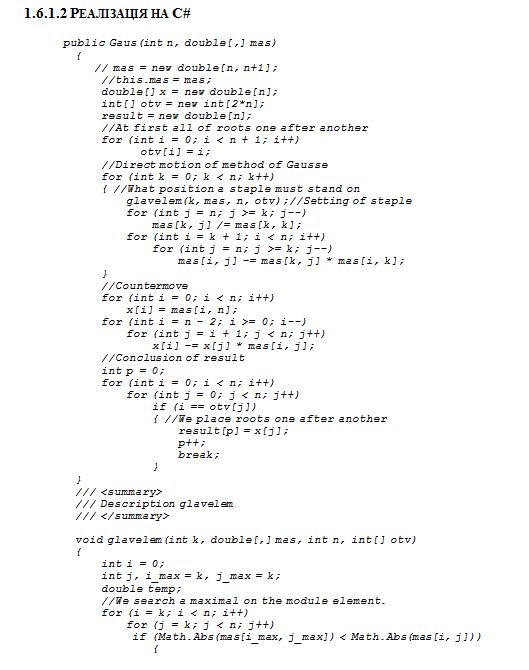 1.6.1.2 РЕАЛІЗАЦІЯ НА C#
public Gaus(int n, double[,] mas)
{
// mas = new double[n, n+1];
//this.mas = mas;
double[] x = new double[n];
int[] otv = new int[2*n];
result = new double[n];
//At first all of roots one after another
for (int i = 0; i < n + 1; i++)
otv[i] = i;
//Direct motion of method of Gausse
for (int k = 0; k < n; k++)
{ //What position a staple must stand on
glavelem(k, mas, n, otv);//Setting of staple
for (int j = n; j >= k; j--)
mas[k, j] /= mas[k, k];
for (int i = k + 1; i < n; i++)
for (int j = n; j >= k; j--)
mas[i, j] -= mas[k, j] * mas[i, k];
}
//Countermove
for (int i = 0; i < n; i++)
x[i] = mas[i, n];
for (int i = n - 2; i >= 0; i--)
for (int j = i + 1; j < n; j++)
x[i] -= x[j] * mas[i, j];
//Conclusion of result
int p = 0;
for (int i = 0; i < n; i++)
for (int j = 0; j < n; j++)
if (i == otv[j])
{ //We place roots one after another
result[p] = x[j];
p++;
break;
}
}
/// <summary>
/// Description glavelem
/// </summary>
void glavelem(int k, double[,] mas, int n, int[] otv)
{
int i = 0;
int j, i_max = k, j_max = k;
double temp;
//We search a maximal on the module element.
for (i = k; i < n; i++)
for (j = k; j < n; j++)
if (Math.Abs(mas[i_max, j_max]) < Math.Abs(mas[i, j]))
{